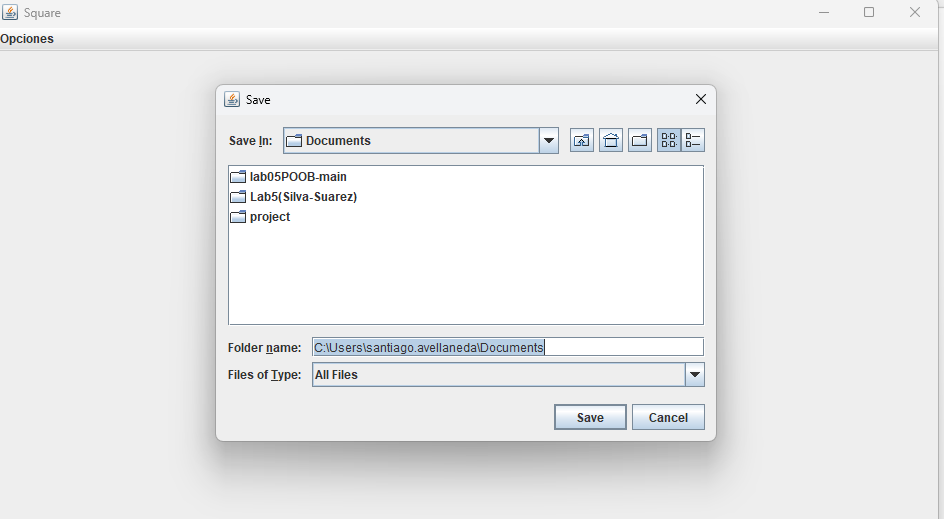 Square
Opciones
Save
Save In: Documents
lab05POOB-main
Lab5(Silva-Suarez)
project
Folder name: C:\Users\santiago.avellaneda\Documents
Files of Type: All Files
Save Cancel